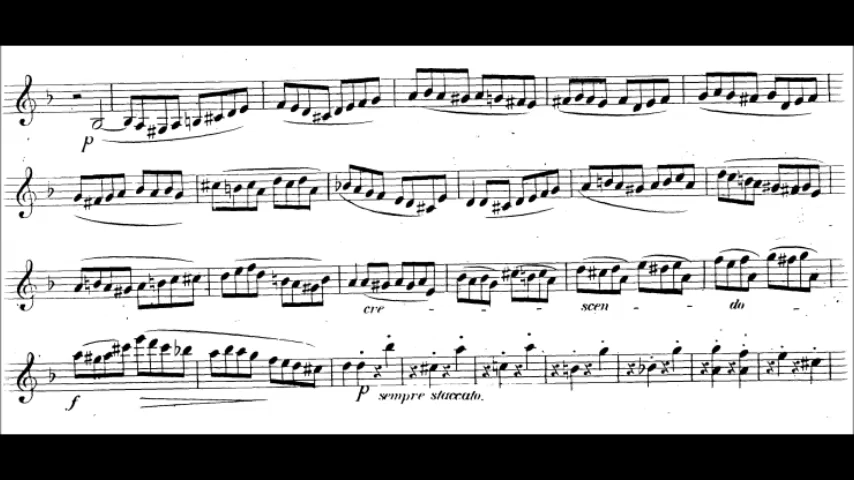 p
cre - - - scen - - do
f
p sempre staccato.